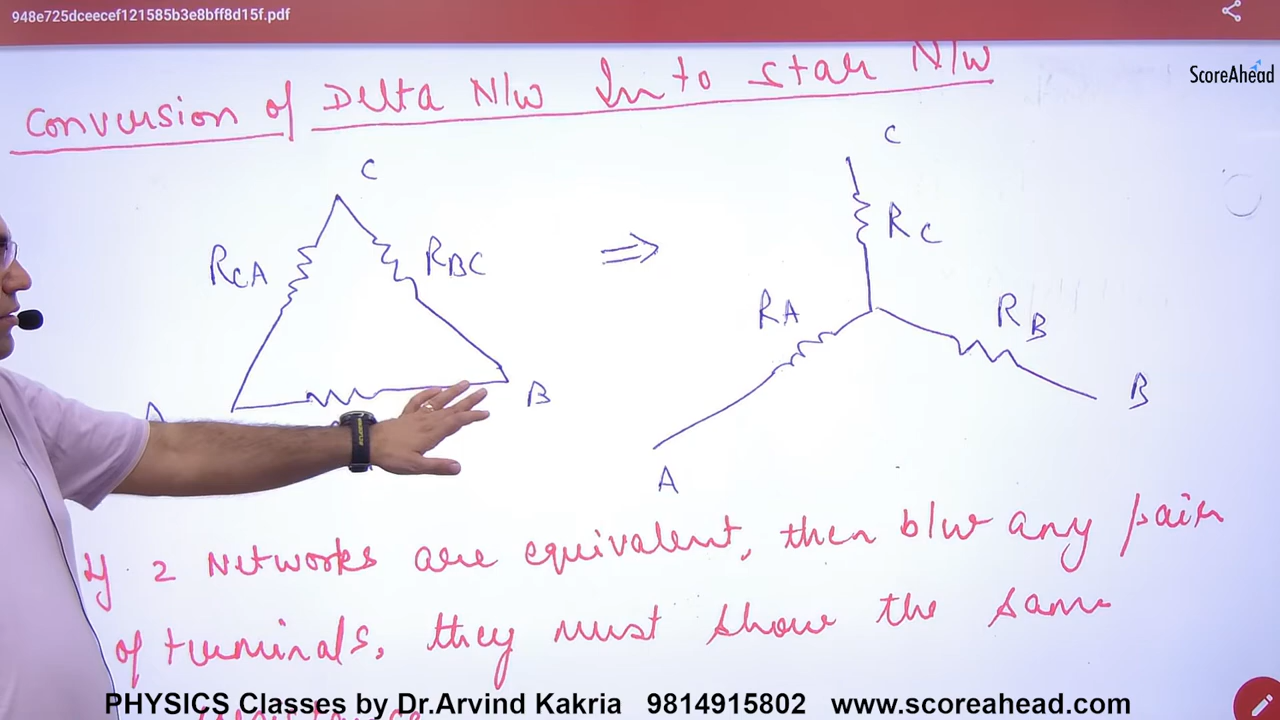 948e725dceecef121585b3e8bff8d15f.pdf
ScoreAhead
Conversion of Delta N/w Into star N/w
C
RCA
RBC
A
B
⇒
C
RC
RA
RB
A
B
If 2 Networks are equivalent, then b/w any pair
of terminals, they must show the same
PHYSICS Classes by Dr.Arvind Kakria 9814915802 www.scoreahead.com